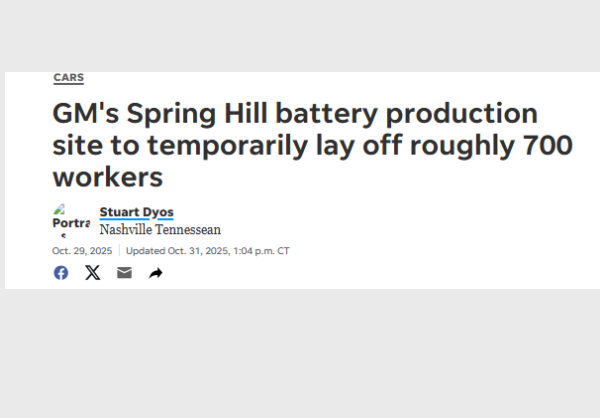 CARS
GM's Spring Hill battery production
site to temporarily lay off roughly 700
workers
Portra
Stuart Dyos
Nashville Tennessean
Oct. 29, 2025 Updated Oct. 31, 2025, 1:04 p.m. CT